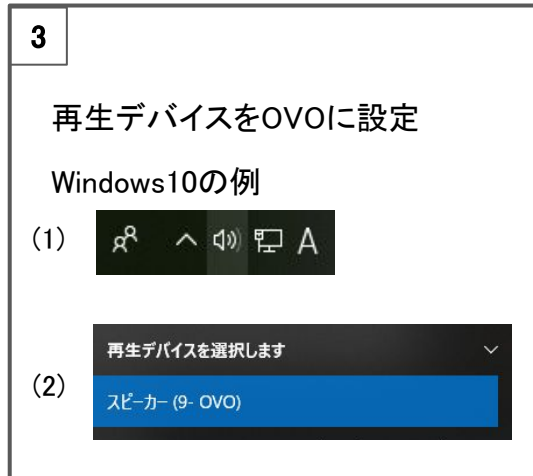 3
再生デバイスをOVOに設定
Windows10の例
(1)
A
再生デバイスを選択します
(2)
スピーカー (9- OVO)